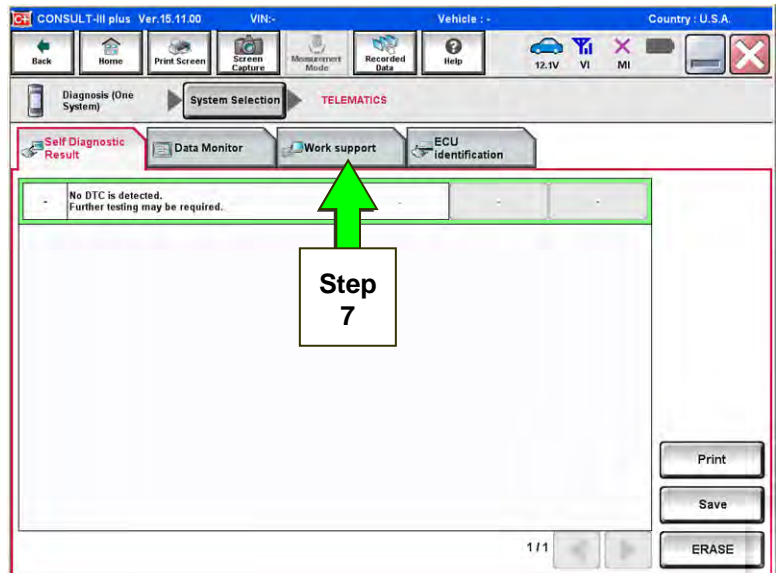 C+ CONSULT-III plus Ver.15.11.00 VIN:- Vehicle : - Country : U.S.A.
Back
Home
Print Screen
Screen
Capture
Measurement
Mode
Recorded
Data
Help
12.1V
VI
MI
Diagnosis (One
System)
System Selection
TELEMATICS
Self Diagnostic
Result
Data Monitor
Work support
ECU
identification
- No DTC is detected.
Further testing may be required.
- - -
Step
7
Print
Save
1/1
ERASE